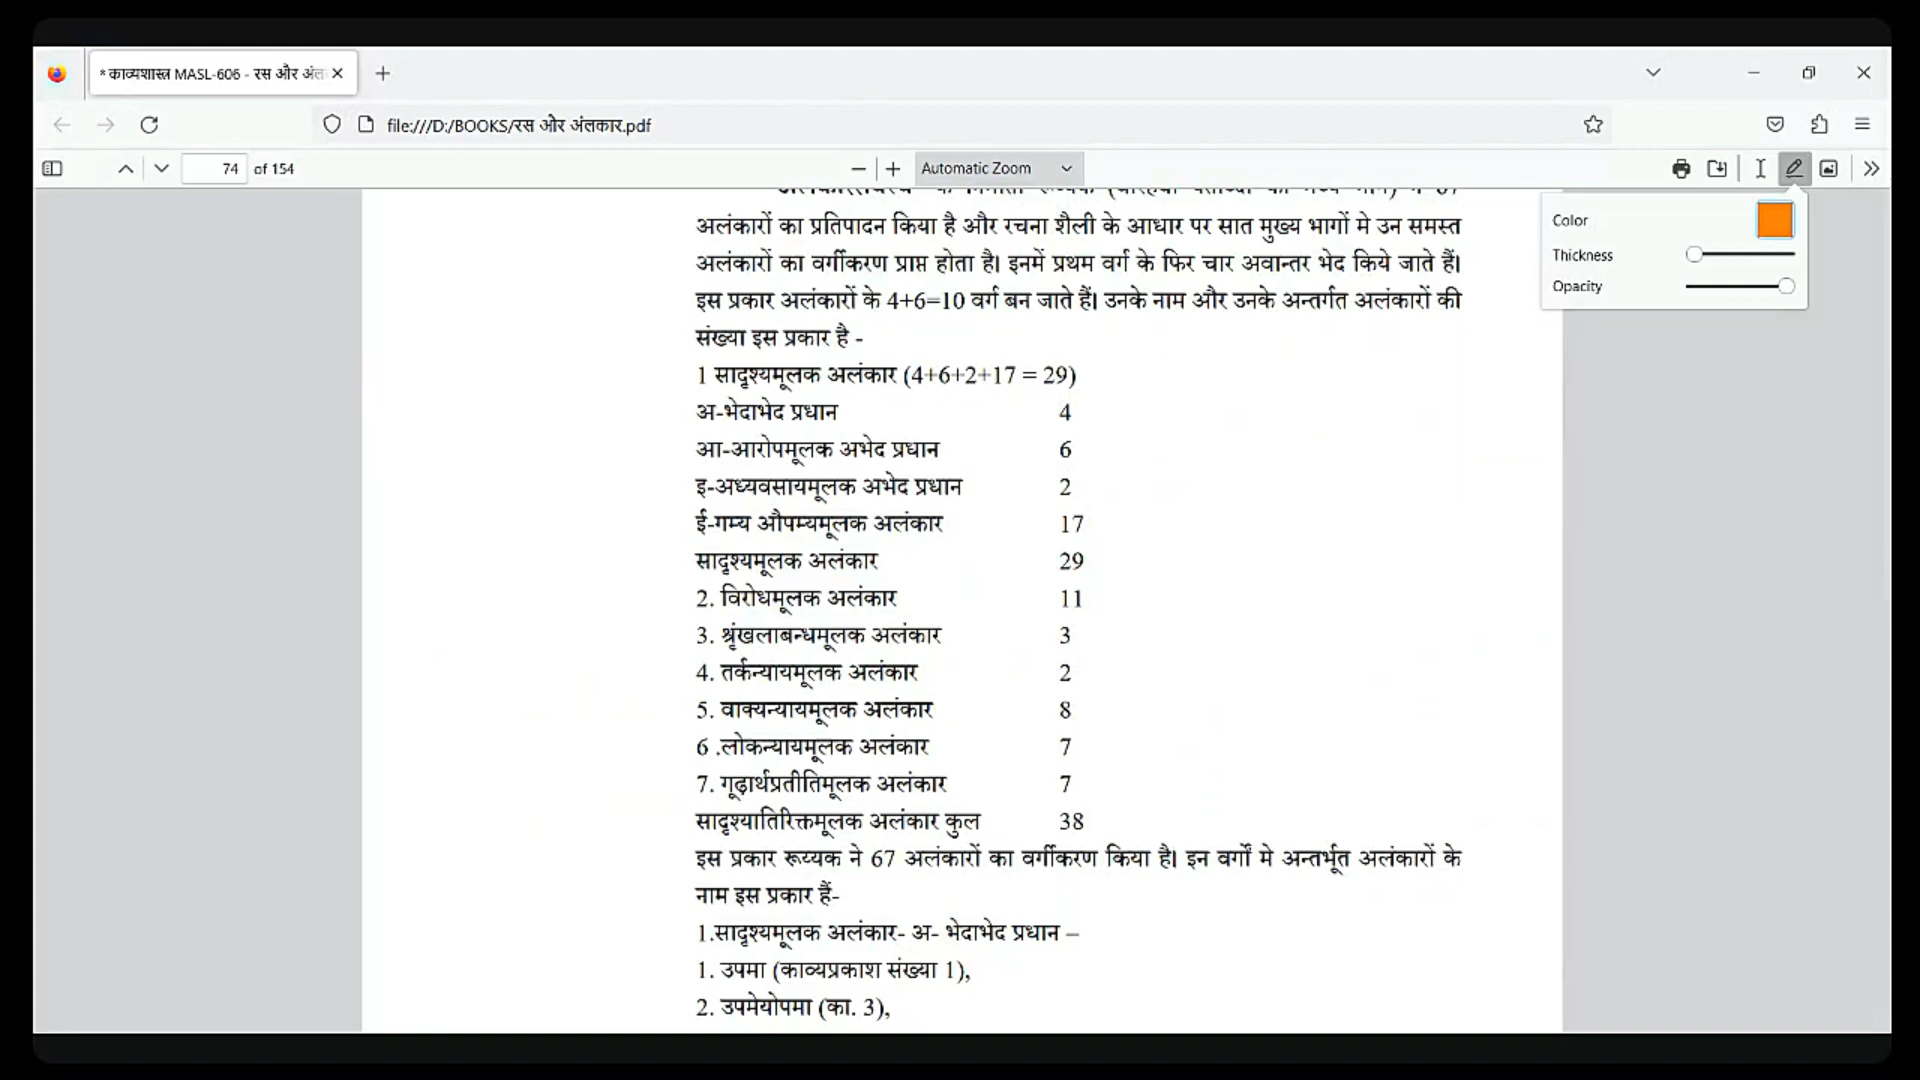 * काव्यशास्त्र MASL-606 - रस और अंल
file:///D:/BOOKS/रस और अंलकार.pdf
74 of 154
Automatic Zoom
Color
Thickness
Opacity
अलंकारों का प्रतिपादन किया है और रचना शैली के आधार पर सात मुख्य भागों मे उन समस्त
अलंकारों का वर्गीकरण प्राप्त होता है। इनमें प्रथम वर्ग के फिर चार अवान्तर भेद किये जाते हैं।
इस प्रकार अलंकारों के 4+6=10 वर्ग बन जाते हैं। उनके नाम और उनके अन्तर्गत अलंकारों की
संख्या इस प्रकार है -
1 सादृश्यमूलक अलंकार (4+6+2+17 = 29)
अ-भेदाभेद प्रधान 4
आ-आरोपमूलक अभेद प्रधान 6
इ-अध्यवसायमूलक अभेद प्रधान 2
ई-गम्य औपम्यमूलक अलंकार 17
सादृश्यमूलक अलंकार 29
2. विरोधमूलक अलंकार 11
3. श्रृंखलाबन्धमूलक अलंकार 3
4. तर्कन्यायमूलक अलंकार 2
5. वाक्यन्यायमूलक अलंकार 8
6 .लोकन्यायमूलक अलंकार 7
7. गूढ़ार्थप्रतीतिमूलक अलंकार 7
सादृश्यातिरिक्तमूलक अलंकार कुल 38
इस प्रकार रूय्यक ने 67 अलंकारों का वर्गीकरण किया है। इन वर्गों मे अन्तर्भूत अलंकारों के
नाम इस प्रकार हैं-
1.सादृश्यमूलक अलंकार- अ- भेदाभेद प्रधान –
1. उपमा (काव्यप्रकाश संख्या 1),
2. उपमेयोपमा (का. 3),